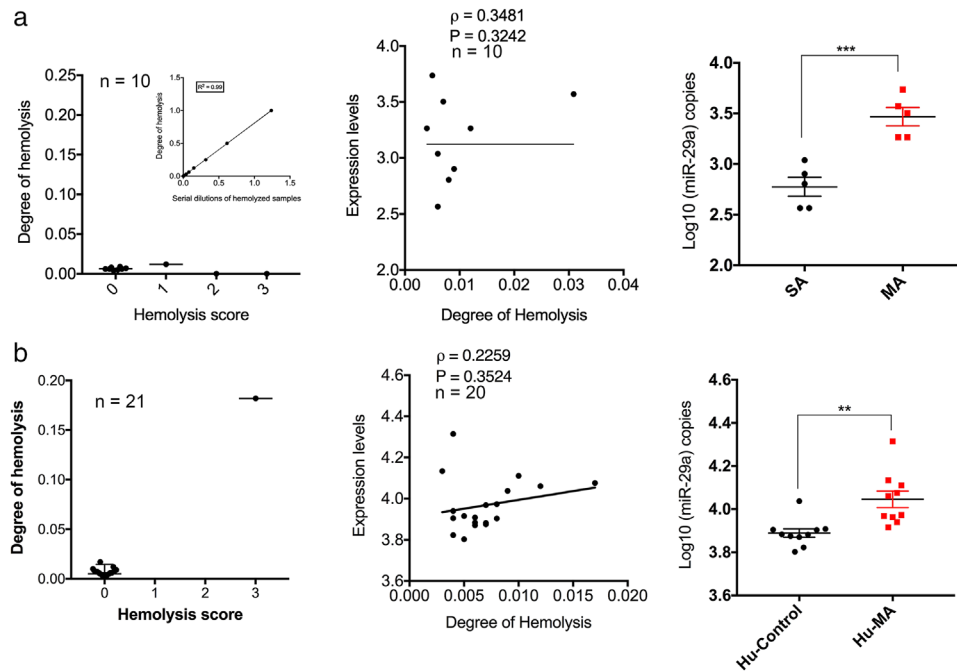 a
n = 10
0.25
0.20
0.15
0.10
0.05
0.00
Degree of hemolysis
0
1
2
3
Hemolysis score
R² = 0.99
1.5
1.0
0.5
0.0
Degree of hemolysis
0.0
0.5
1.0
1.5
Serial dilutions of hemolyzed samples
ρ = 0.3481
P = 0.3242
n = 10
4.0
3.5
3.0
2.5
2.0
Expression levels
0.00
0.01
0.02
0.03
0.04
Degree of Hemolysis
***
4.0
3.5
3.0
2.5
2.0
Log10 (miR-29a) copies
SA
MA
b
n = 21
0.20
0.15
0.10
0.05
0.00
Degree of hemolysis
0
1
2
3
Hemolysis score
ρ = 0.2259
P = 0.3524
n = 20
4.6
4.4
4.2
4.0
3.8
3.6
Expression levels
0.000
0.005
0.010
0.015
0.020
Degree of Hemolysis
**
4.6
4.4
4.2
4.0
3.8
3.6
Log10 (miR-29a) copies
Hu-Control
Hu-MA